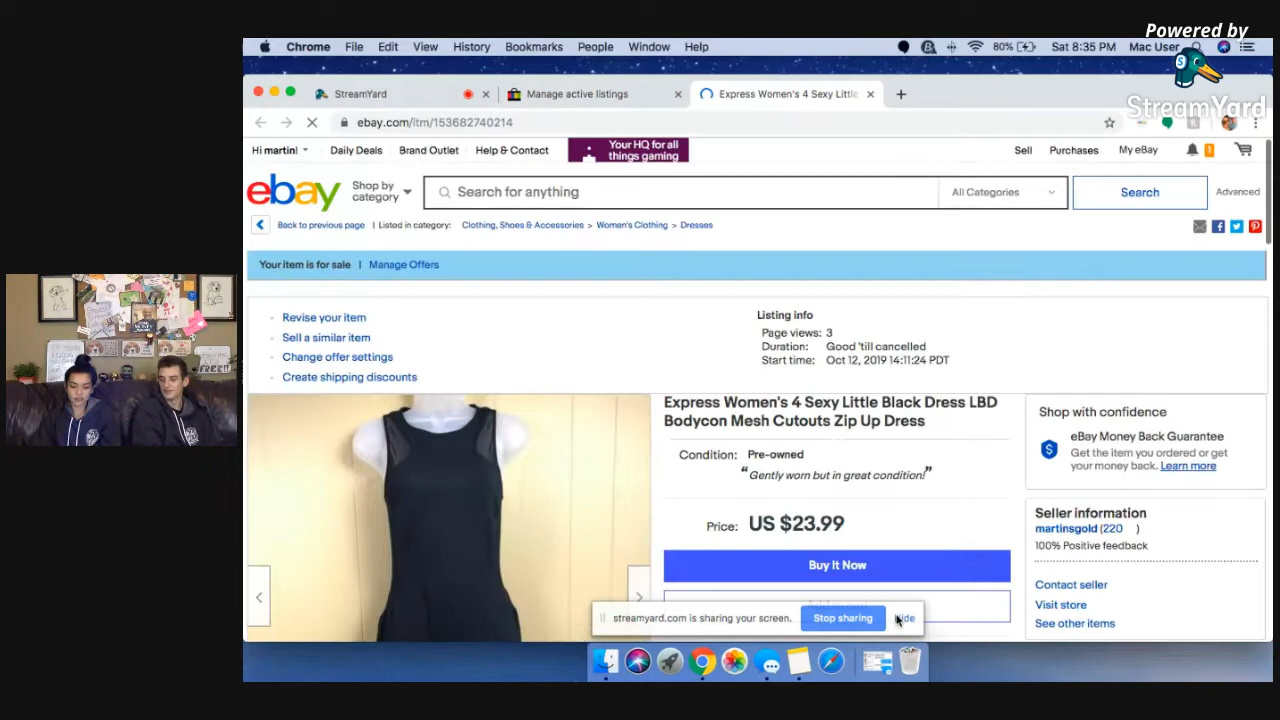 Powered by
StreamYard
Chrome File Edit View History Bookmarks People Window Help 80% Sat 8:35 PM Mac User
StreamYard Manage active listings Express Women's 4 Sexy Little
ebay.com/itm/153682740214
Hi martin! Daily Deals Brand Outlet Help & Contact Your HQ for all things gaming Sell Purchases My eBay 1
ebay Shop by category Search for anything All Categories Search Advanced
Back to previous page | Listed in category: Clothing, Shoes & Accessories > Women's Clothing > Dresses
Your item is for sale | Manage Offers
Revise your item
Sell a similar item
Change offer settings
Create shipping discounts
Listing info
Page views: 3
Duration: Good 'till cancelled
Start time: Oct 12, 2019 14:11:24 PDT
Express Women's 4 Sexy Little Black Dress LBD
Bodycon Mesh Cutouts Zip Up Dress
Condition: Pre-owned
“Gently worn but in great condition!”
Price: US $23.99
Buy It Now
Shop with confidence
eBay Money Back Guarantee
Get the item you ordered or get
your money back. Learn more
Seller information
martinsgold (220 )
100% Positive feedback
Contact seller
Visit store
See other items
streamyard.com is sharing your screen. Stop sharing